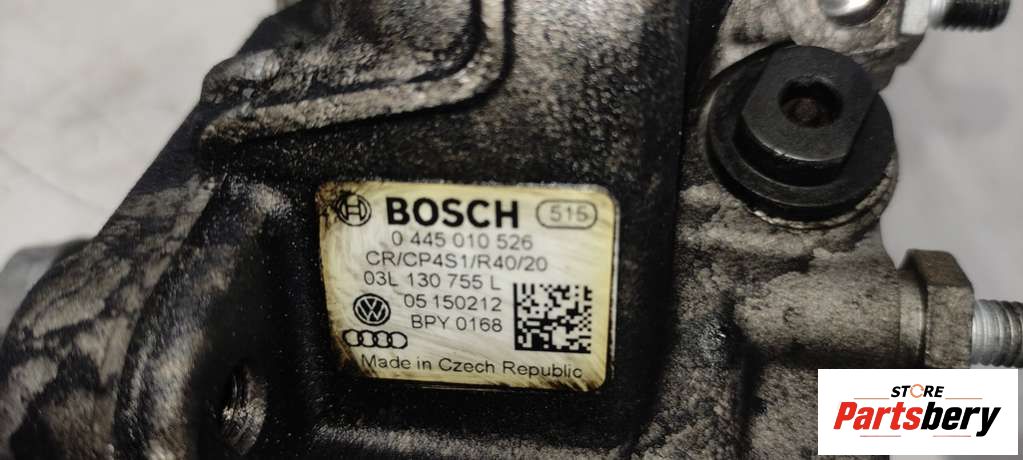 BOSCH 515
0 445 010 526
CR/CP4S1/R40/20
03L 130 755 L
05 150212
BPY 0168
Made in Czech Republic
STORE
Partsbery